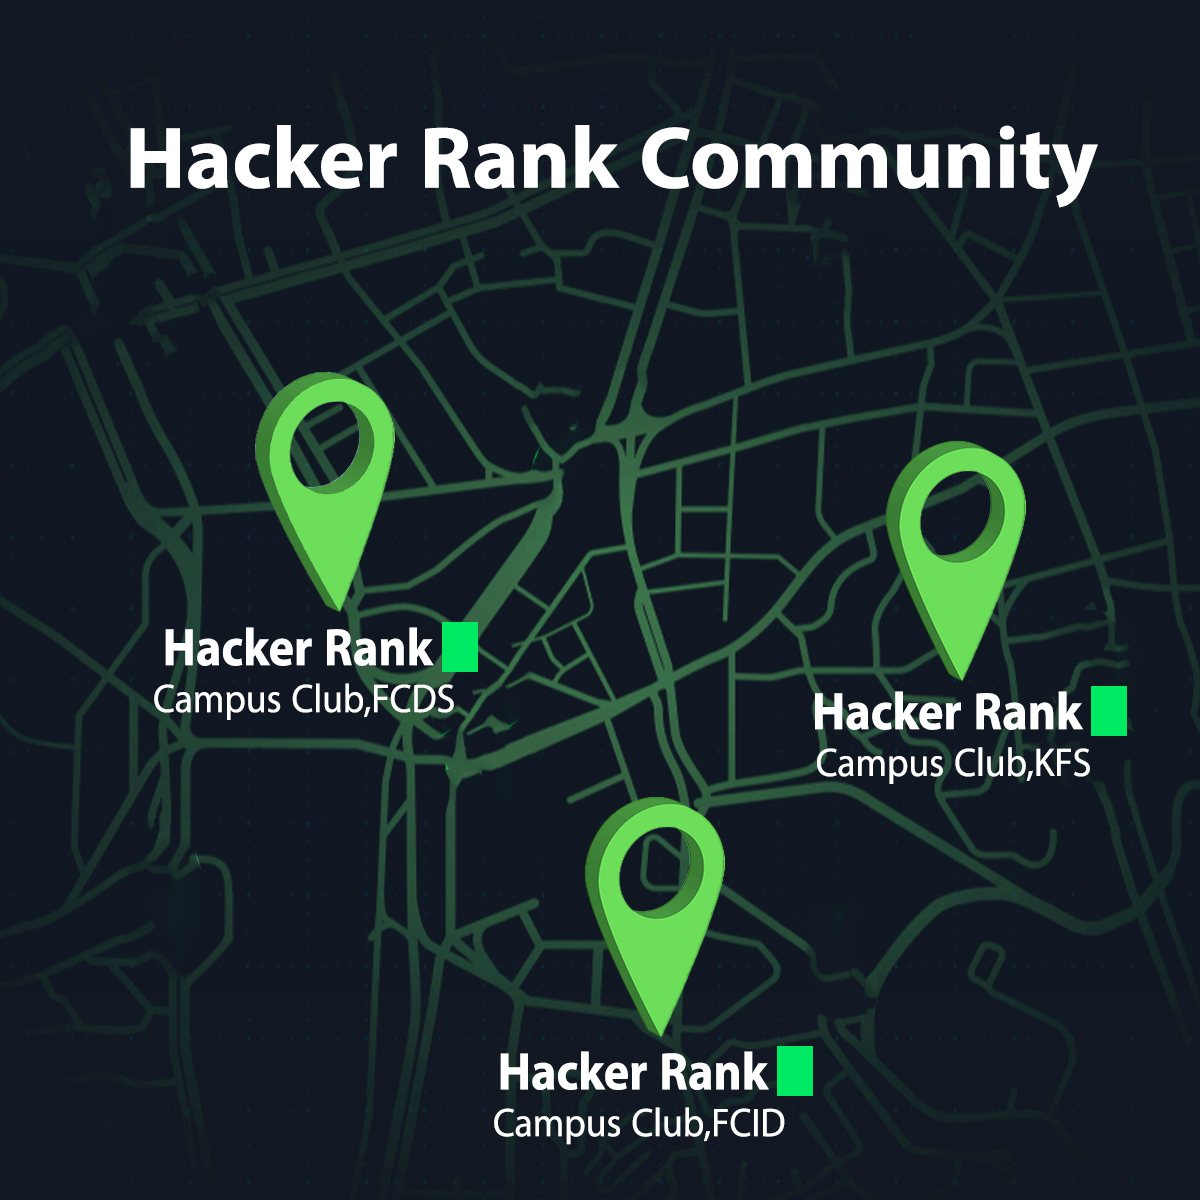 Hacker Rank Community
Hacker Rank
Campus Club,FCDS
Hacker Rank
Campus Club,KFS
Hacker Rank
Campus Club,FCID